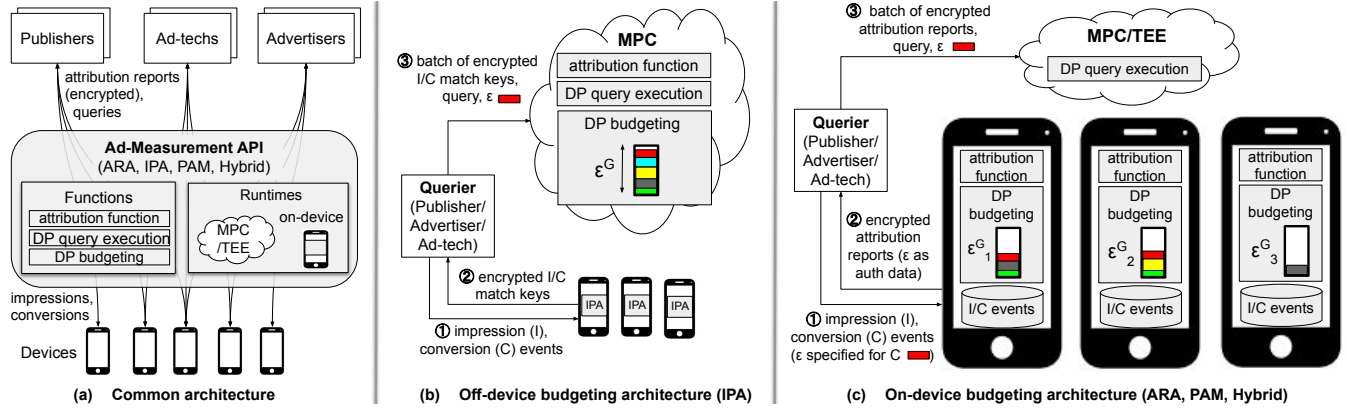 Publishers
Ad-techs
Advertisers
attribution reports
(encrypted),
queries
Ad-Measurement API
(ARA, IPA, PAM, Hybrid)
Functions
attribution function
DP query execution
DP budgeting
Runtimes
MPC
/TEE
on-device
impressions,
conversions
Devices
(a) Common architecture
MPC
attribution function
DP query execution
DP budgeting
εG
③ batch of encrypted
I/C match keys,
query, ε
Querier
(Publisher/
Advertiser/
Ad-tech)
② encrypted I/C
match keys
IPA
IPA
IPA
① impression (I),
conversion (C) events
(b) Off-device budgeting architecture (IPA)
③ batch of encrypted
attribution reports,
query, ε
MPC/TEE
DP query execution
Querier
(Publisher/
Advertiser/
Ad-tech)
② encrypted
attribution
reports (ε as
auth data)
① impression (I),
conversion (C) events
(ε specified for C )
attribution
function
DP
budgeting
εG1
I/C events
attribution
function
DP
budgeting
εG2
I/C events
attribution
function
DP
budgeting
εG3
I/C events
(c) On-device budgeting architecture (ARA, PAM, Hybrid)